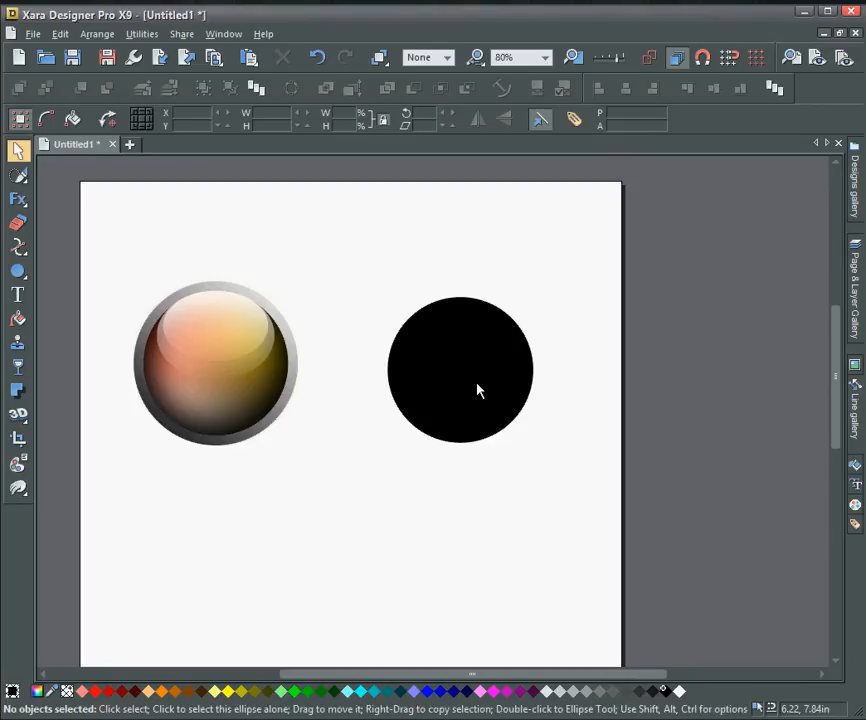 Xara Designer Pro X9 - [Untitled1 *]
File Edit Arrange Utilities Share Window Help
None 80%
X W W % P
Y H H % A
Untitled1 *
Designs gallery
Page & Layer Gallery
Line gallery
Fx
T
3D
No objects selected: Click select; Click to select this ellipse alone; Drag to move it; Right-Drag to copy selection; Double-click to Ellipse Tool; Use Shift, Alt, Ctrl for options
6.22, 7.84in